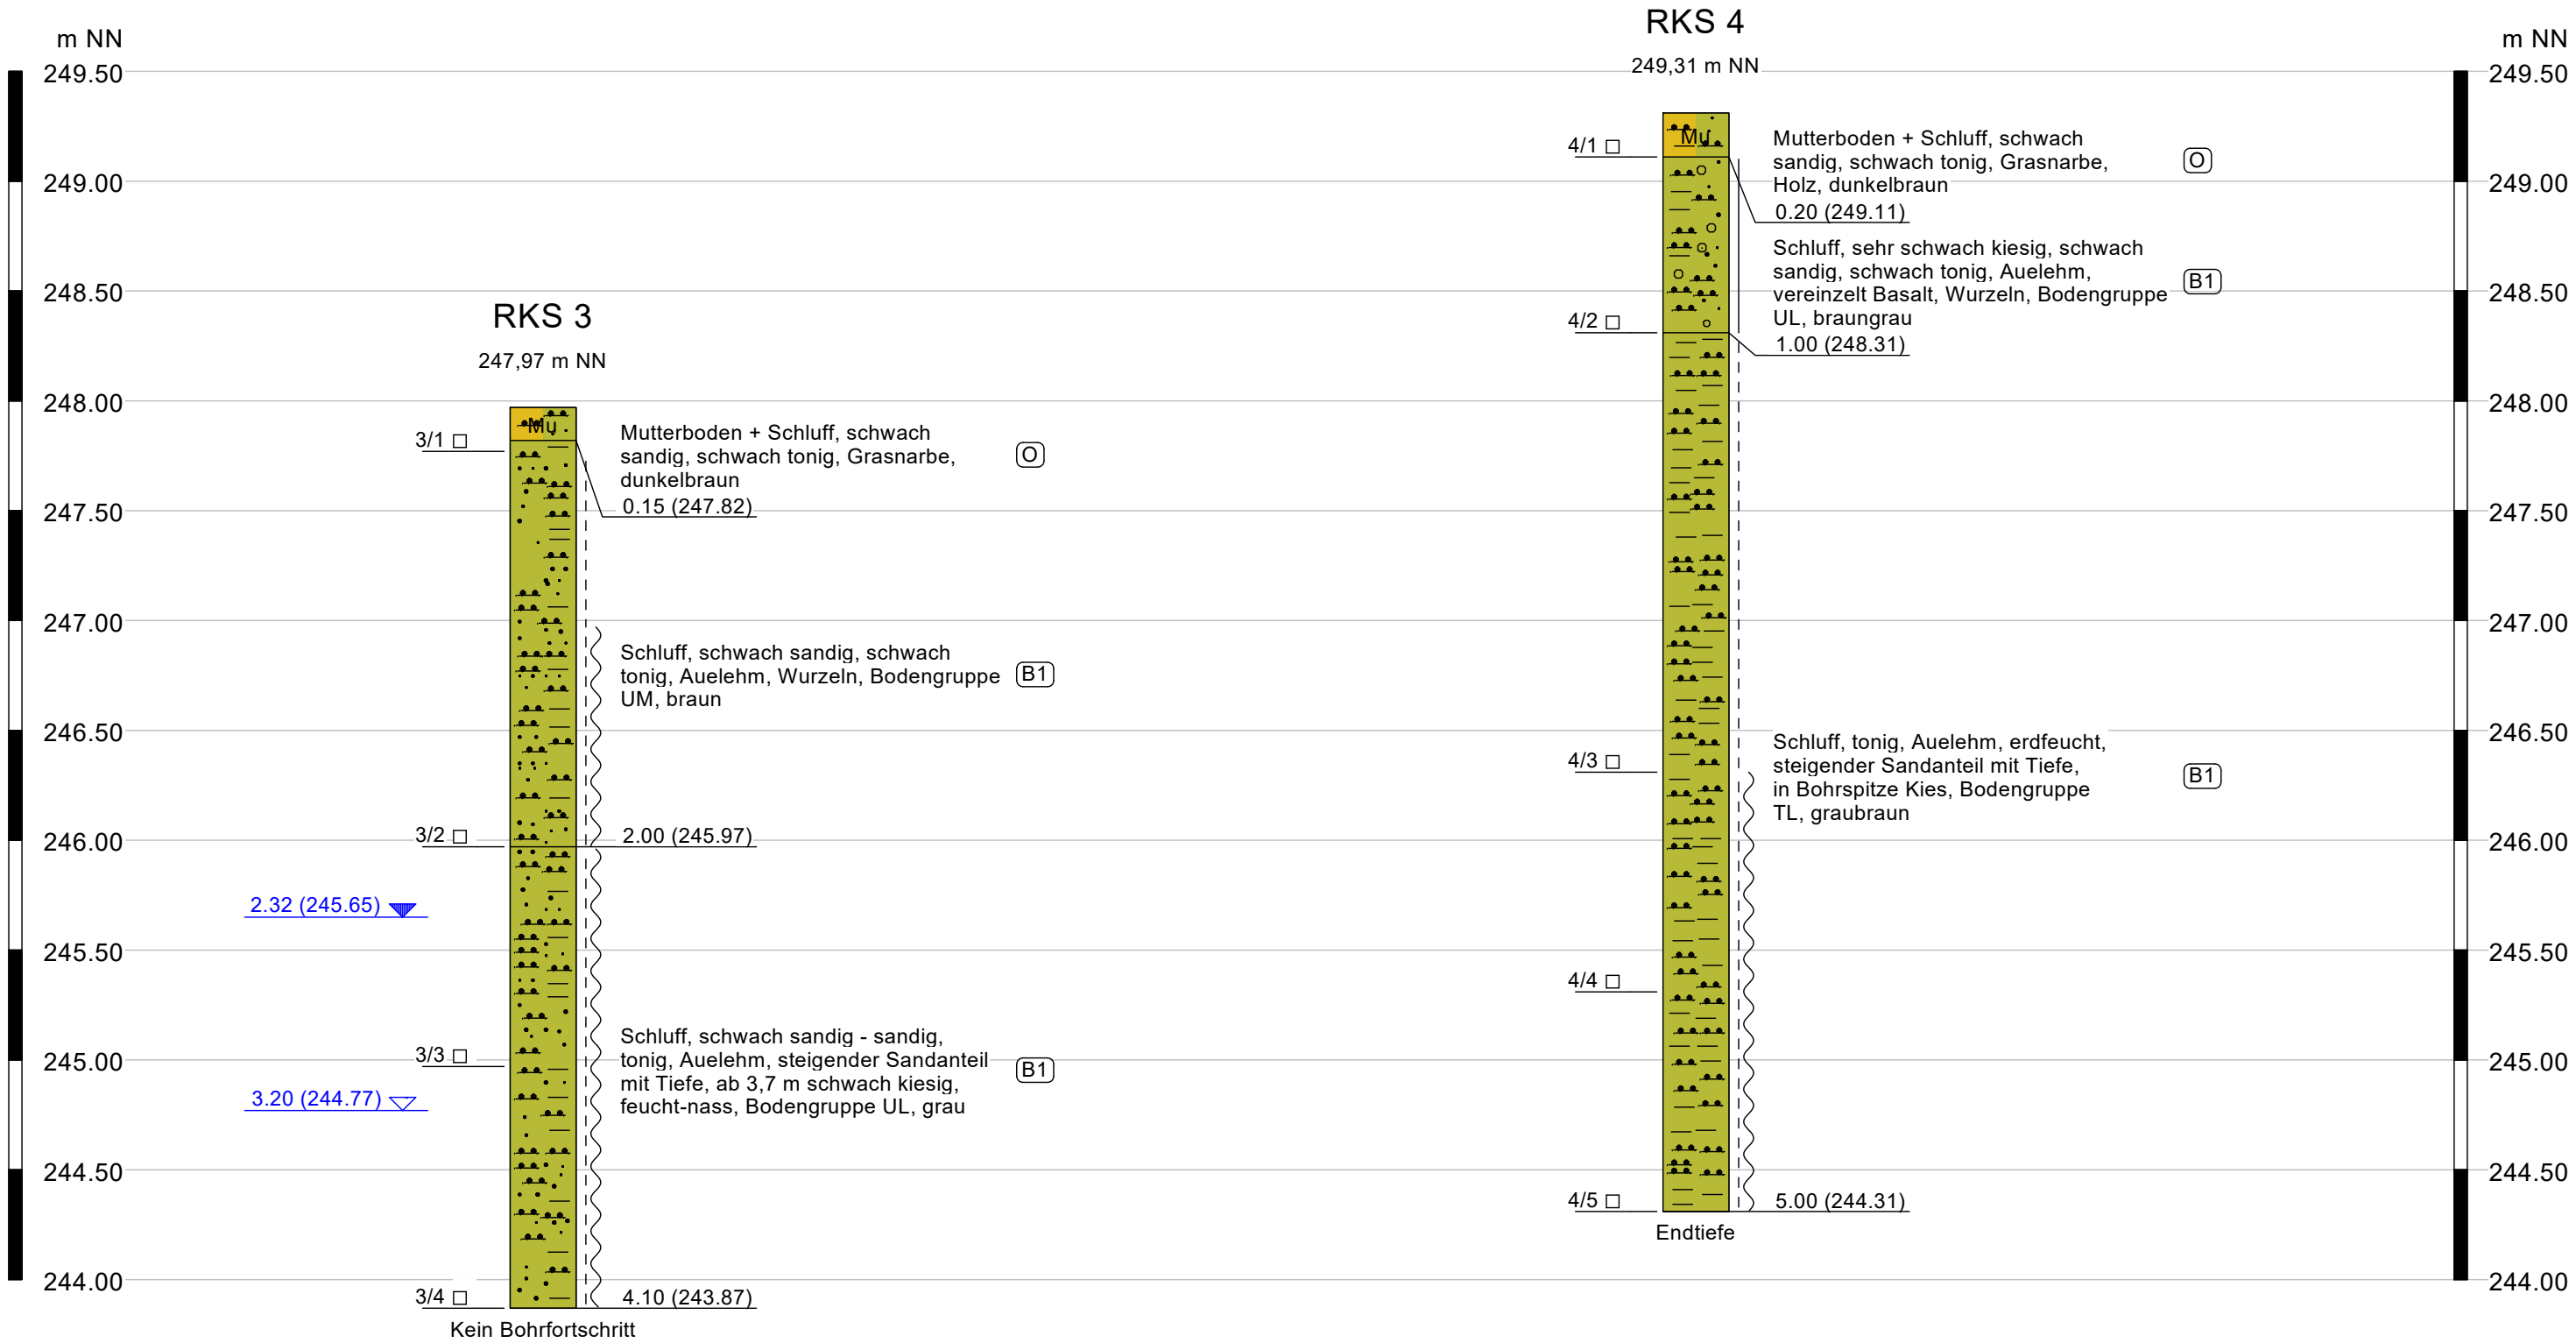 m NN
249.50
249.00
248.50
248.00
247.50
247.00
246.50
246.00
245.50
245.00
244.50
244.00
RKS 3
247,97 m NN
Mu
3/1
3/2
3/3
3/4
2.32 (245.65)
3.20 (244.77)
Mutterboden + Schluff, schwach
sandig, schwach tonig, Grasnarbe,
dunkelbraun
O
0.15 (247.82)
Schluff, schwach sandig, schwach
tonig, Auelehm, Wurzeln, Bodengruppe
UM, braun
B1
2.00 (245.97)
Schluff, schwach sandig - sandig,
tonig, Auelehm, steigender Sandanteil
mit Tiefe, ab 3,7 m schwach kiesig,
feucht-nass, Bodengruppe UL, grau
B1
4.10 (243.87)
Kein Bohrfortschritt
RKS 4
249,31 m NN
Mu
4/1
4/2
4/3
4/4
4/5
Mutterboden + Schluff, schwach
sandig, schwach tonig, Grasnarbe,
Holz, dunkelbraun
O
0.20 (249.11)
Schluff, sehr schwach kiesig, schwach
sandig, schwach tonig, Auelehm,
vereinzelt Basalt, Wurzeln, Bodengruppe
UL, braungrau
B1
1.00 (248.31)
Schluff, tonig, Auelehm, erdfeucht,
steigender Sandanteil mit Tiefe,
in Bohrspitze Kies, Bodengruppe
TL, graubraun
B1
5.00 (244.31)
Endtiefe
m NN
249.50
249.00
248.50
248.00
247.50
247.00
246.50
246.00
245.50
245.00
244.50
244.00